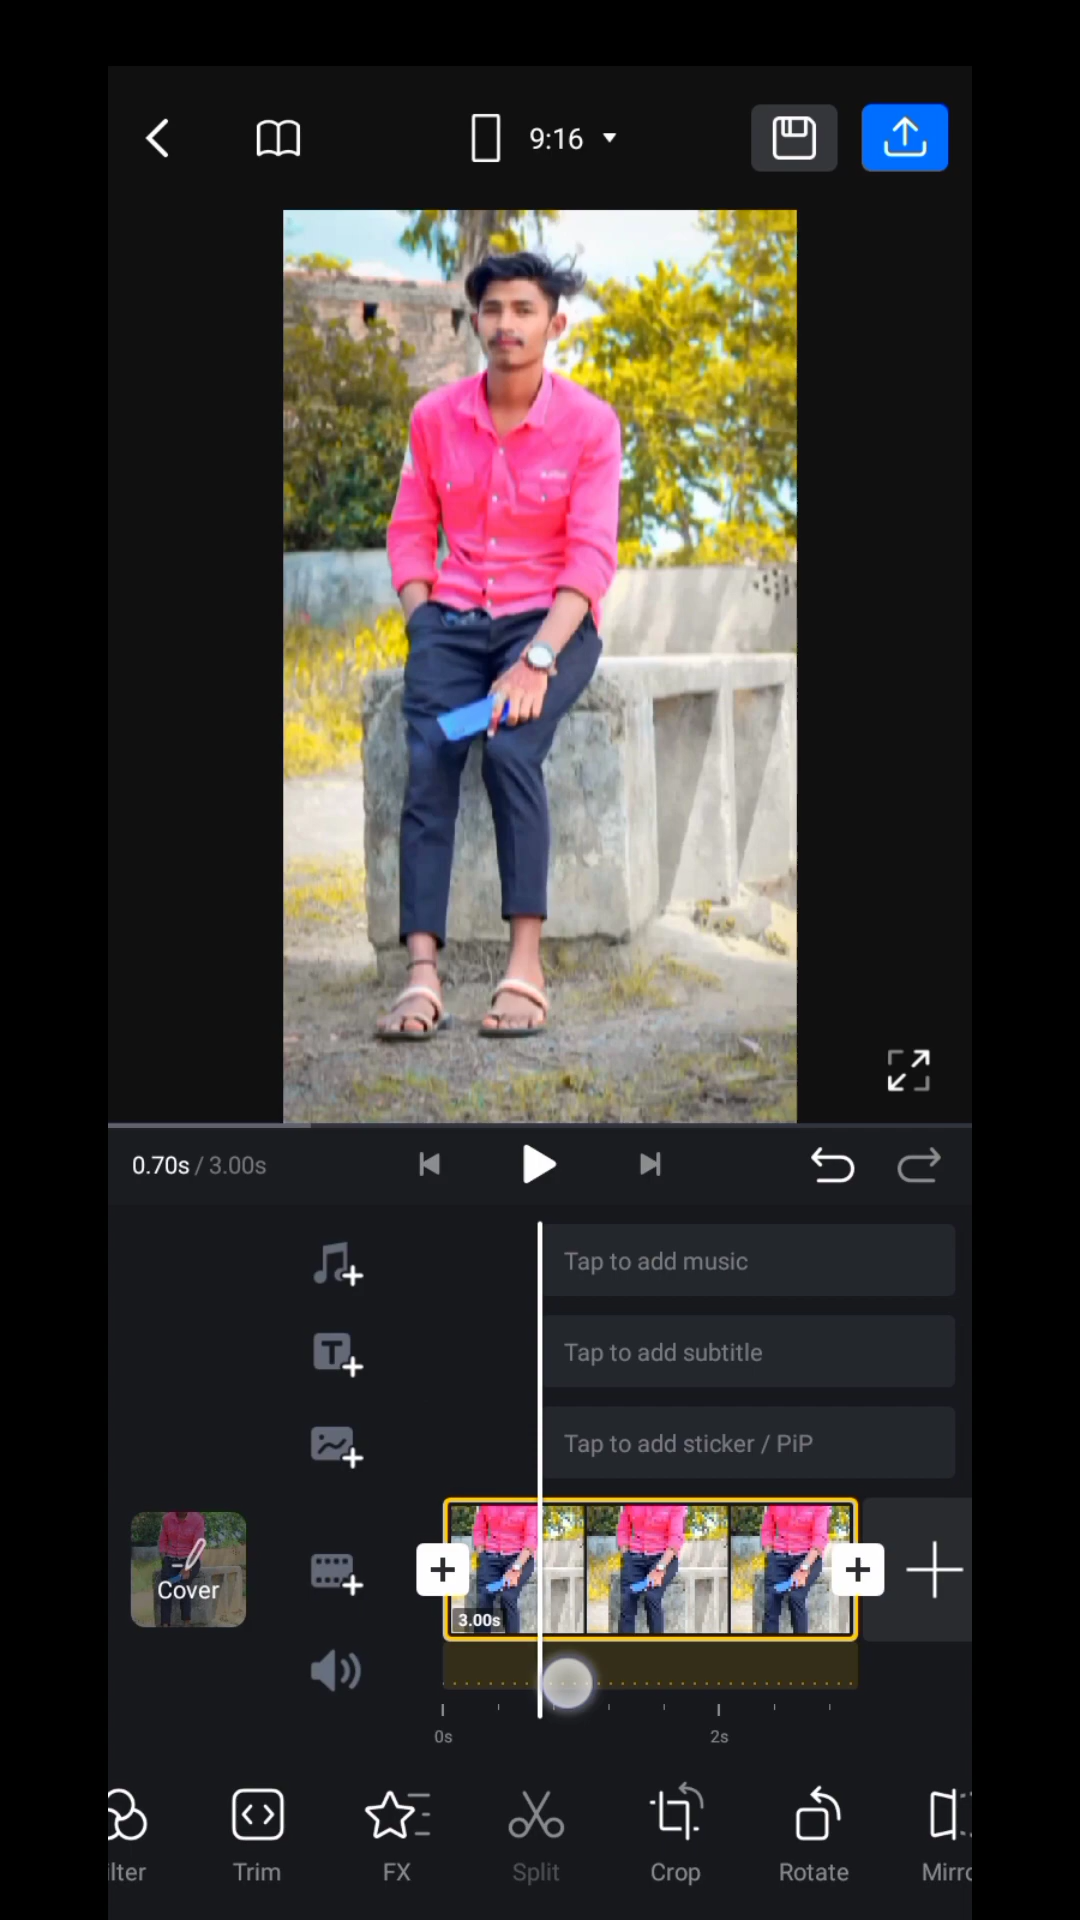 9:16
0.70s / 3.00s
Tap to add music
Tap to add subtitle
Tap to add sticker / PiP
Cover
3.00s
0s 2s
ilter Trim FX Split Crop Rotate Mirro